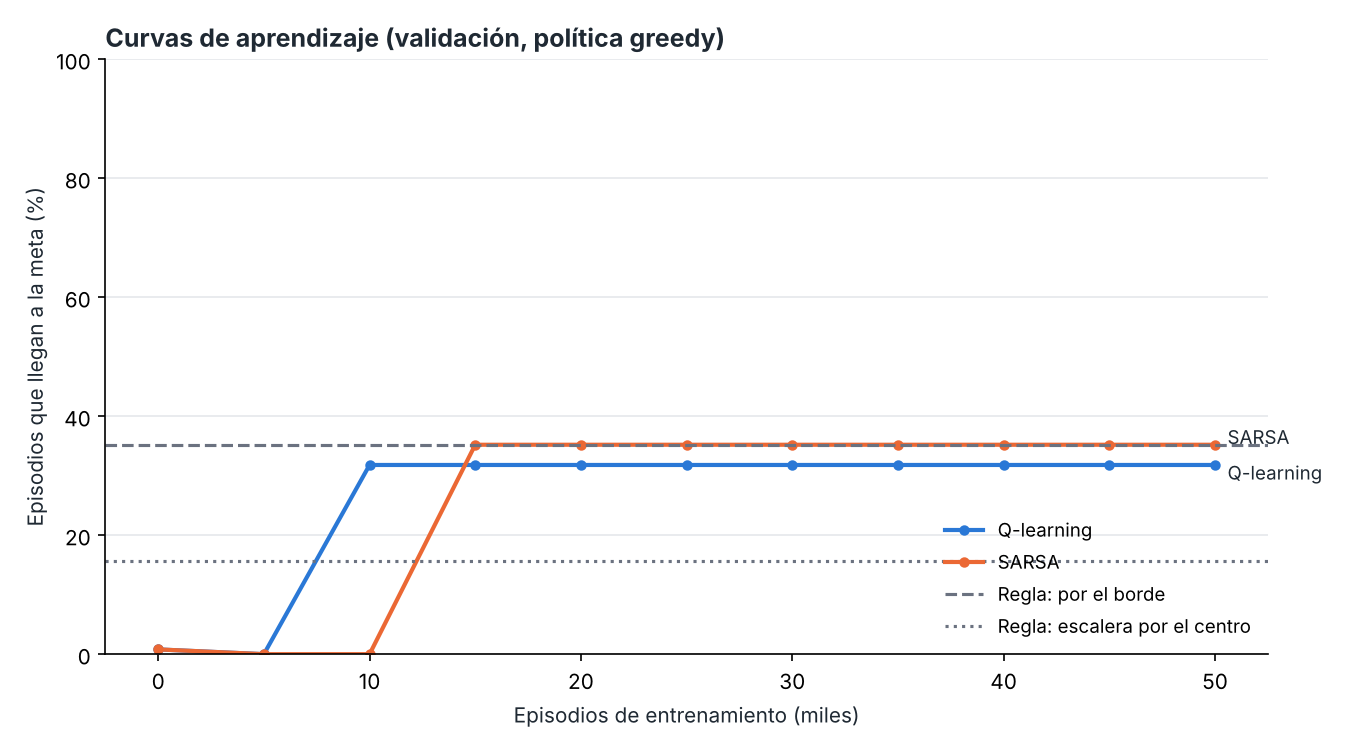 Curvas de aprendizaje (validación, política greedy)
Episodios que llegan a la meta (%)
100
80
60
40
20
0
SARSA
Q-learning
Q-learning
SARSA
Regla: por el borde
Regla: escalera por el centro
0
10
20
30
40
50
Episodios de entrenamiento (miles)